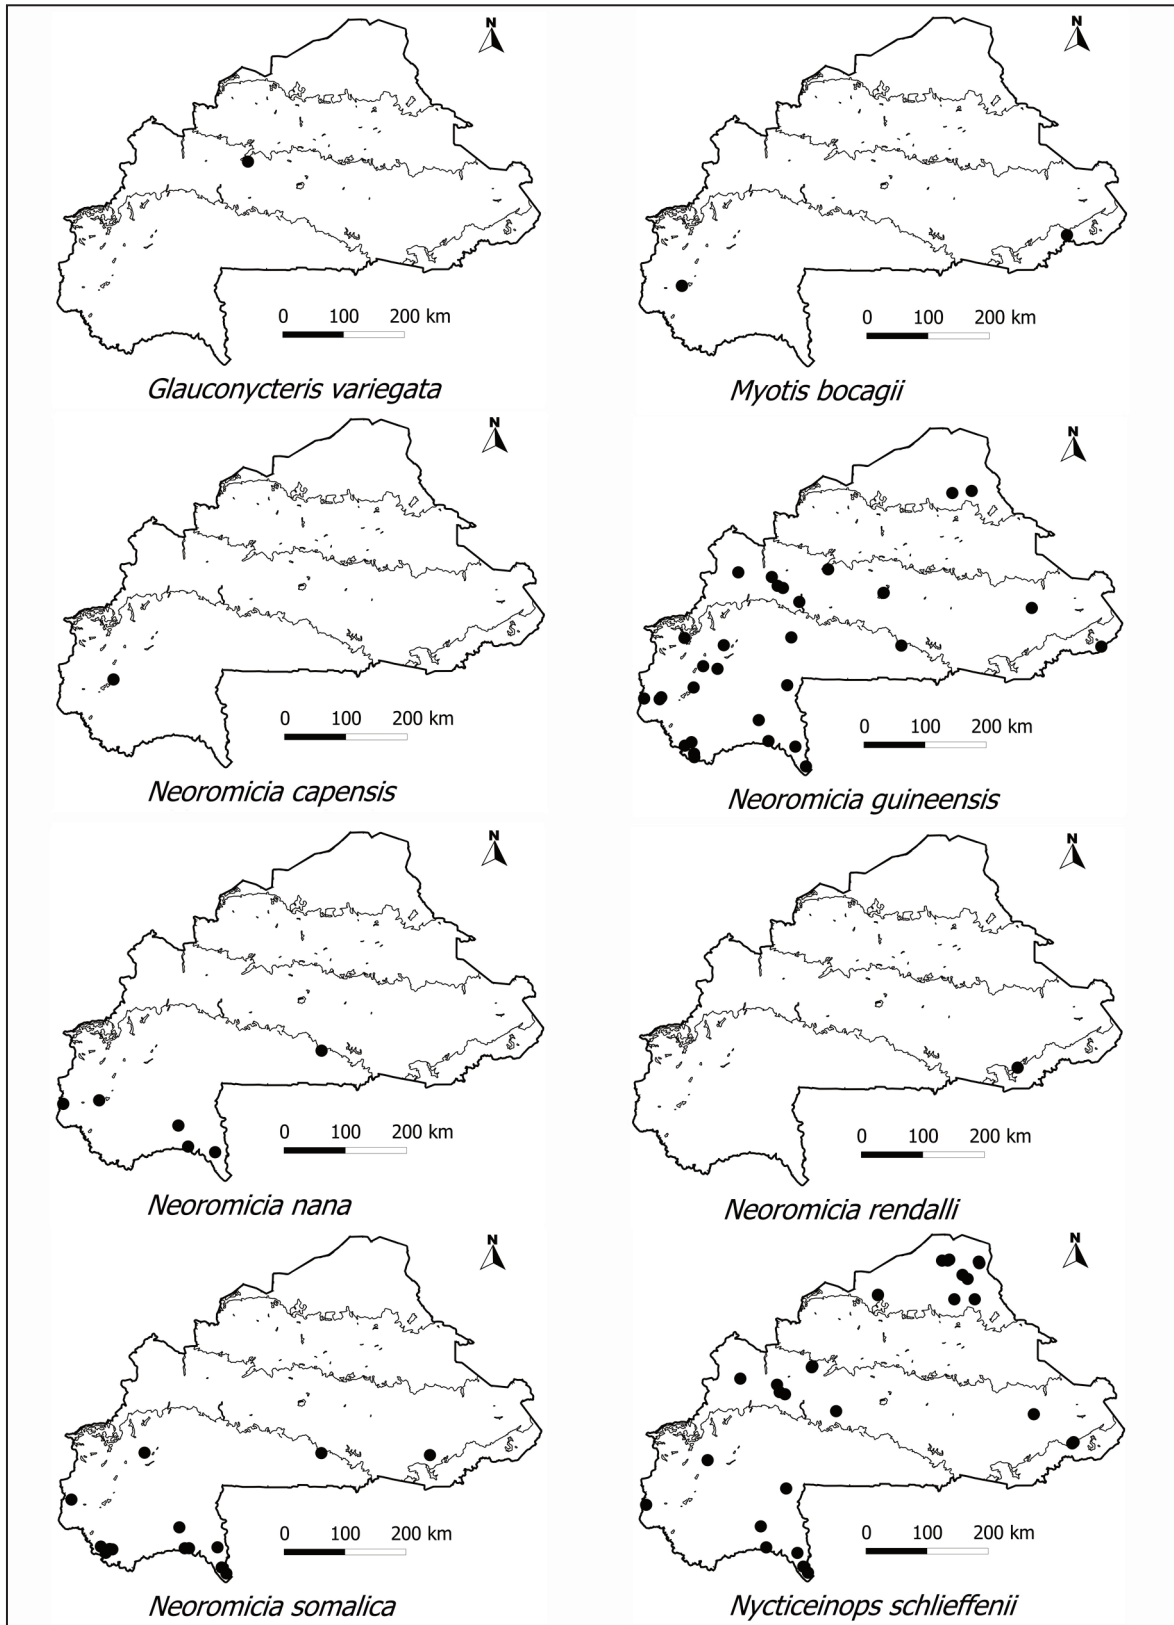 N
N
0 100 200 km
0 100 200 km
Glauconycteris variegata
Myotis bocagii
N
N
0 100 200 km
0 100 200 km
Neoromicia capensis
Neoromicia guineensis
N
N
0 100 200 km
0 100 200 km
Neoromicia nana
Neoromicia rendalli
N
N
0 100 200 km
0 100 200 km
Neoromicia somalica
Nycticeinops schlieffenii